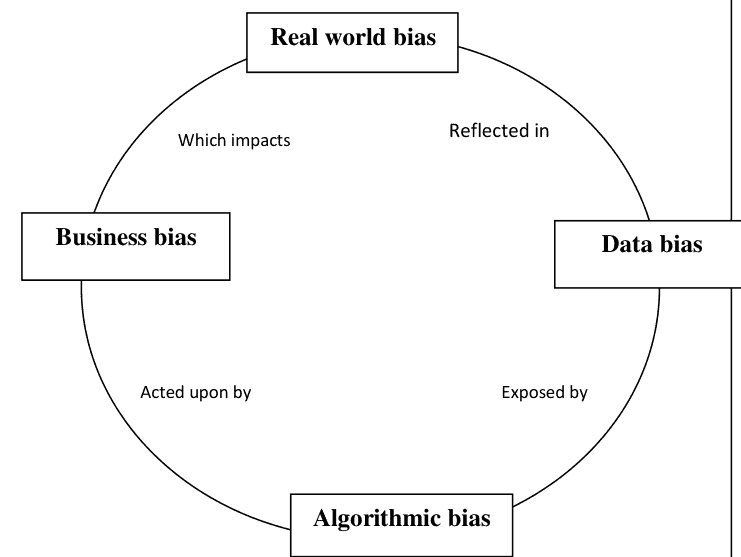 Real world bias
Which impacts
Reflected in
Business bias
Data bias
Acted upon by
Exposed by
Algorithmic bias